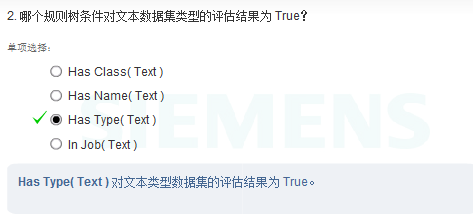 2. 哪个规则树条件对文本数据集类型的评估结果为 True?
单项选择:
Has Class( Text )
Has Name( Text )
Has Type( Text )
In Job( Text )
SIEMENS
Has Type( Text ) 对文本类型数据集的评估结果为 True。